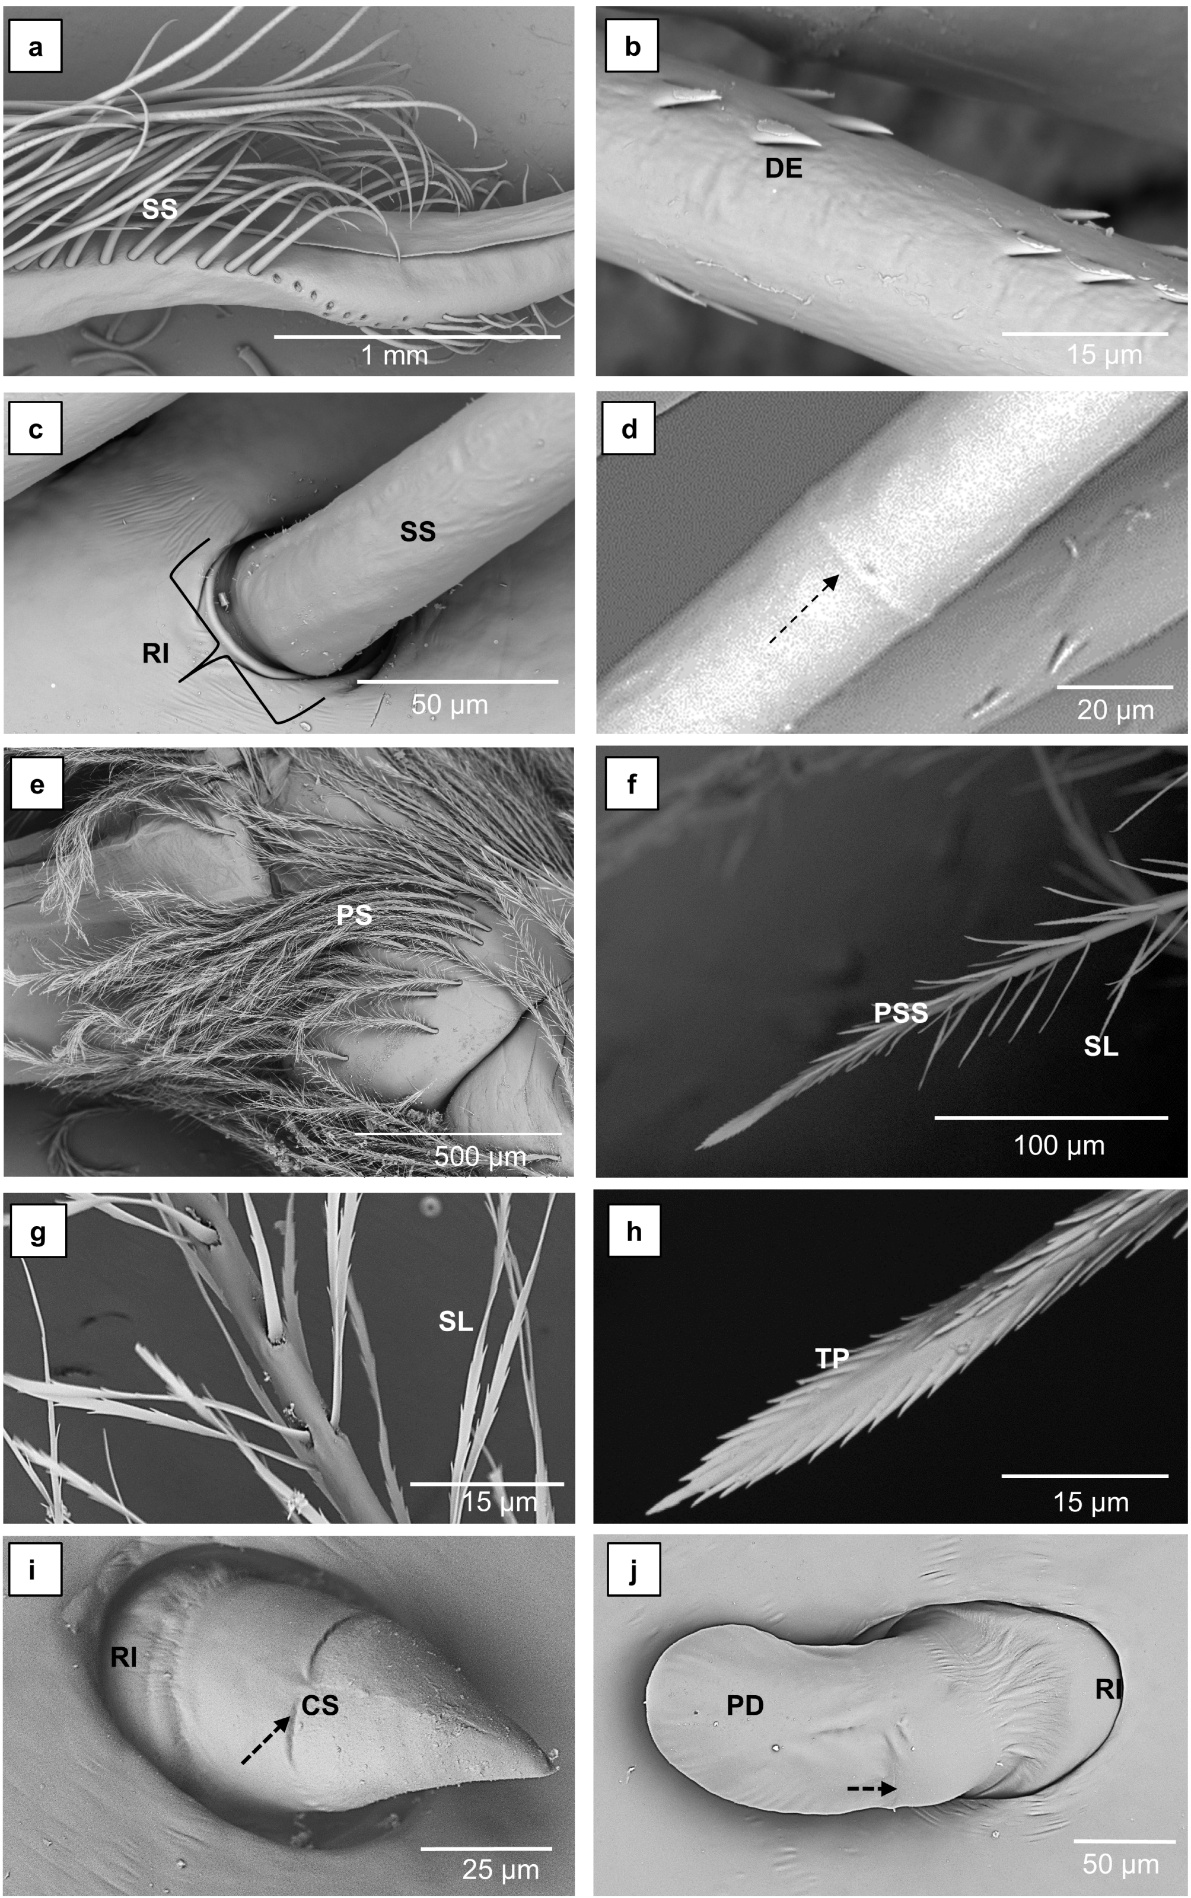 a
SS
1 mm
b
DE
15 µm
c
SS
RI
50 µm
d
20 µm
e
PS
500 µm
f
PSS
SL
100 µm
g
SL
15 µm
h
TP
15 µm
i
RI
CS
25 µm
j
PD
RI
50 µm